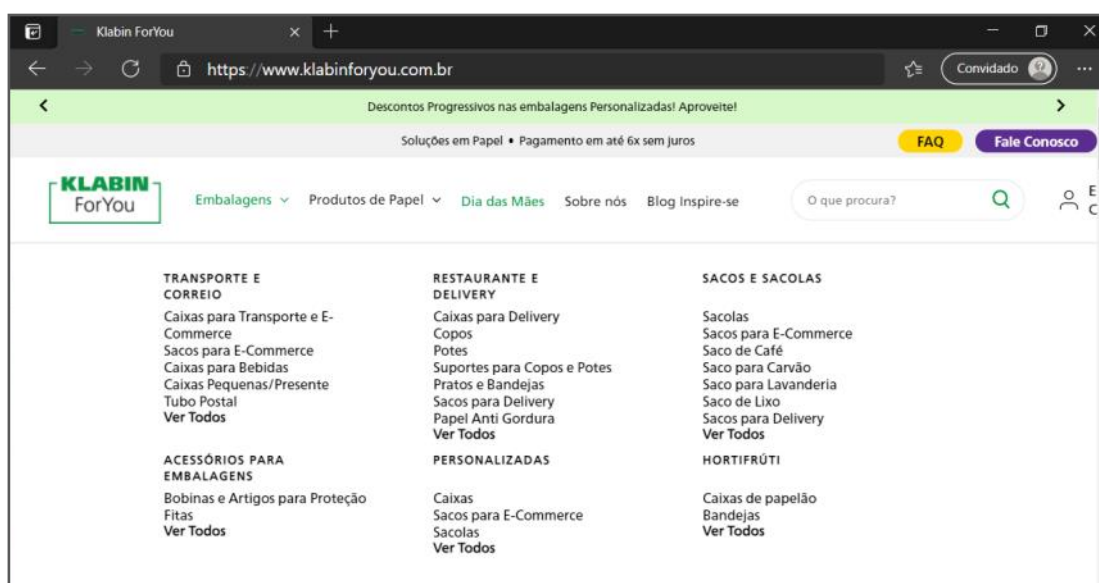 Klabin ForYou
https://www.klabinforyou.com.br
Convidado
Descontos Progressivos nas embalagens Personalizadas! Aproveite!
Soluções em Papel • Pagamento em até 6x sem juros
FAQ
Fale Conosco
KLABIN
ForYou
Embalagens
Produtos de Papel
Dia das Mães
Sobre nós
Blog Inspire-se
O que procura?
E
C
TRANSPORTE E
CORREIO
Caixas para Transporte e E-
Commerce
Sacos para E-Commerce
Caixas para Bebidas
Caixas Pequenas/Presente
Tubo Postal
Ver Todos
RESTAURANTE E
DELIVERY
Caixas para Delivery
Copos
Potes
Suportes para Copos e Potes
Pratos e Bandejas
Sacos para Delivery
Papel Anti Gordura
Ver Todos
SACOS E SACOLAS
Sacolas
Sacos para E-Commerce
Saco de Café
Saco para Carvão
Saco para Lavanderia
Saco de Lixo
Sacos para Delivery
Ver Todos
ACESSÓRIOS PARA
EMBALAGENS
Bobinas e Artigos para Proteção
Fitas
Ver Todos
PERSONALIZADAS
Caixas
Sacos para E-Commerce
Sacolas
Ver Todos
HORTIFRÚTI
Caixas de papelão
Bandejas
Ver Todos